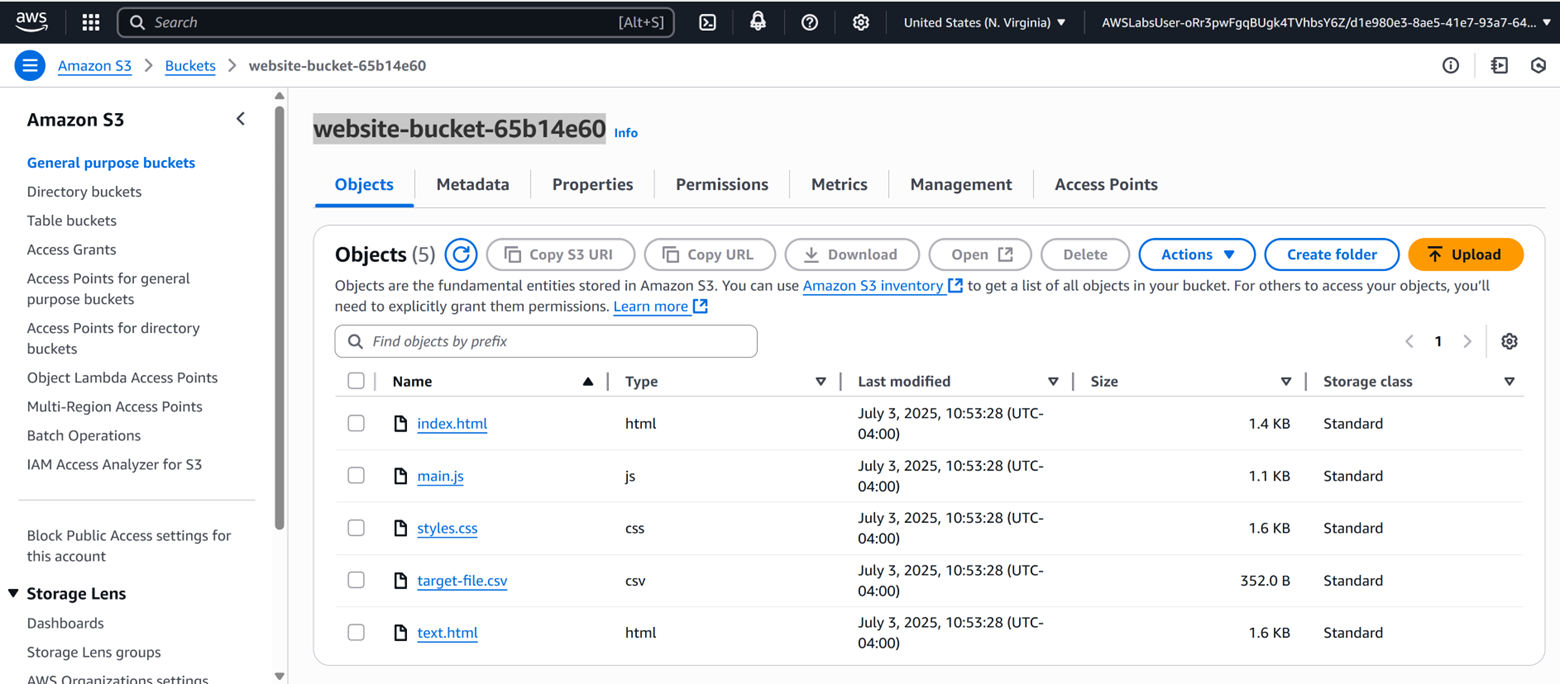 aws
Search [Alt+S]
United States (N. Virginia)
AWSLabsUser-oRr3pwFgqBUgk4TVhbsY6Z/d1e980e3-8ae5-41e7-93a7-64...
Amazon S3 > Buckets > website-bucket-65b14e60
Amazon S3
General purpose buckets
Directory buckets
Table buckets
Access Grants
Access Points for general
purpose buckets
Access Points for directory
buckets
Object Lambda Access Points
Multi-Region Access Points
Batch Operations
IAM Access Analyzer for S3
Block Public Access settings for
this account
Storage Lens
Dashboards
Storage Lens groups
AWS Organizations settings
website-bucket-65b14e60 Info
Objects Metadata Properties Permissions Metrics Management Access Points
Objects (5) Copy S3 URI Copy URL Download Open Delete Actions Create folder Upload
Objects are the fundamental entities stored in Amazon S3. You can use Amazon S3 inventory to get a list of all objects in your bucket. For others to access your objects, you'll
need to explicitly grant them permissions. Learn more
Find objects by prefix
1
Name Type Last modified Size Storage class
index.html html July 3, 2025, 10:53:28 (UTC-
04:00) 1.4 KB Standard
main.js js July 3, 2025, 10:53:28 (UTC-
04:00) 1.1 KB Standard
styles.css css July 3, 2025, 10:53:28 (UTC-
04:00) 1.6 KB Standard
target-file.csv csv July 3, 2025, 10:53:28 (UTC-
04:00) 352.0 B Standard
text.html html July 3, 2025, 10:53:28 (UTC-
04:00) 1.6 KB Standard